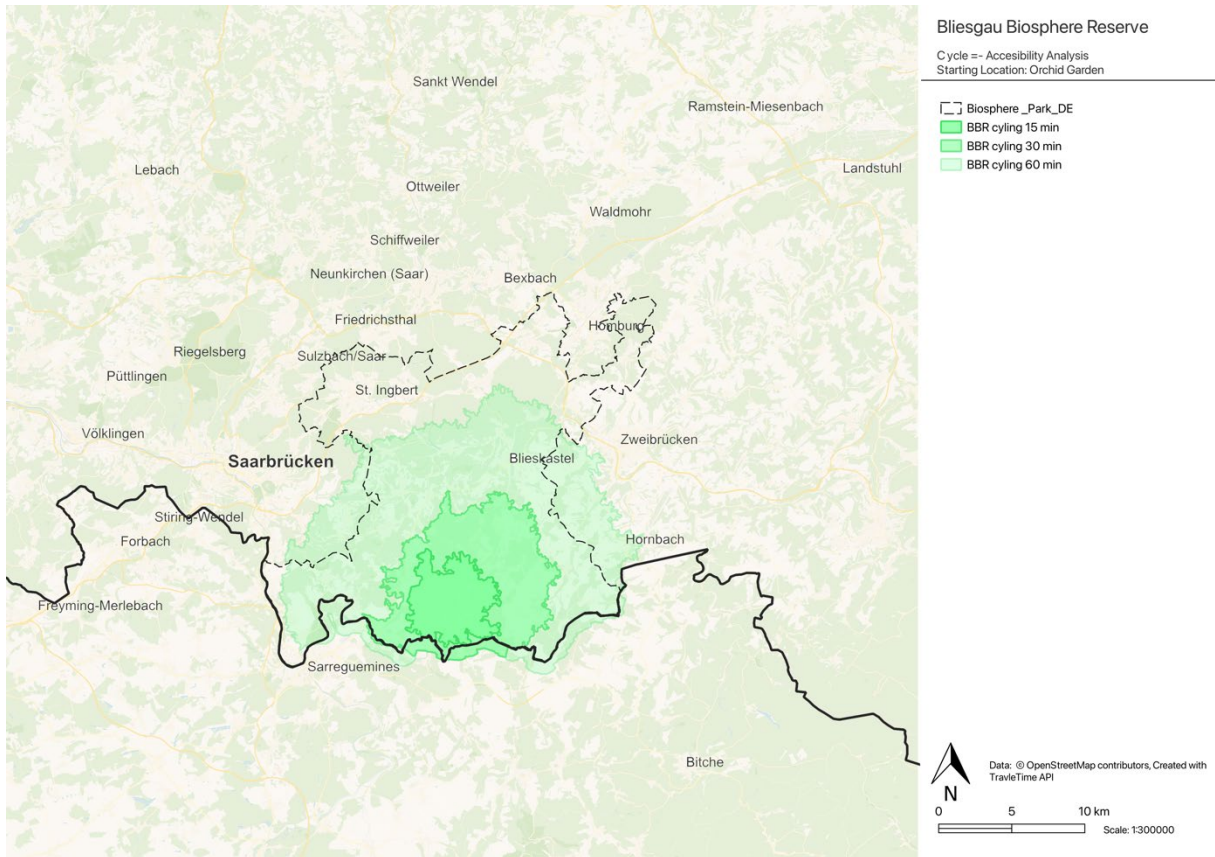 Bliesgau Biosphere Reserve
Cycle =- Accesibility Analysis
Starting Location: Orchid Garden
Biosphere _Park_DE
BBR cyling 15 min
BBR cyling 30 min
BBR cyling 60 min
Sankt Wendel
Ramstein-Miesenbach
Lebach
Landstuhl
Ottweiler
Waldmohr
Schiffweiler
Neunkirchen (Saar)
Bexbach
Friedrichsthal
Homburg
Riegelsberg
Sulzbach/Saar
Püttlingen
St. Ingbert
Völklingen
Zweibrücken
Saarbrücken
Blieskastel
Stiring-Wendel
Forbach
Hornbach
Freyming-Merlebach
Sarreguemines
Bitche
N
Data: © OpenStreetMap contributors, Created with
TravleTime API
0 5 10 km
Scale: 1:300000